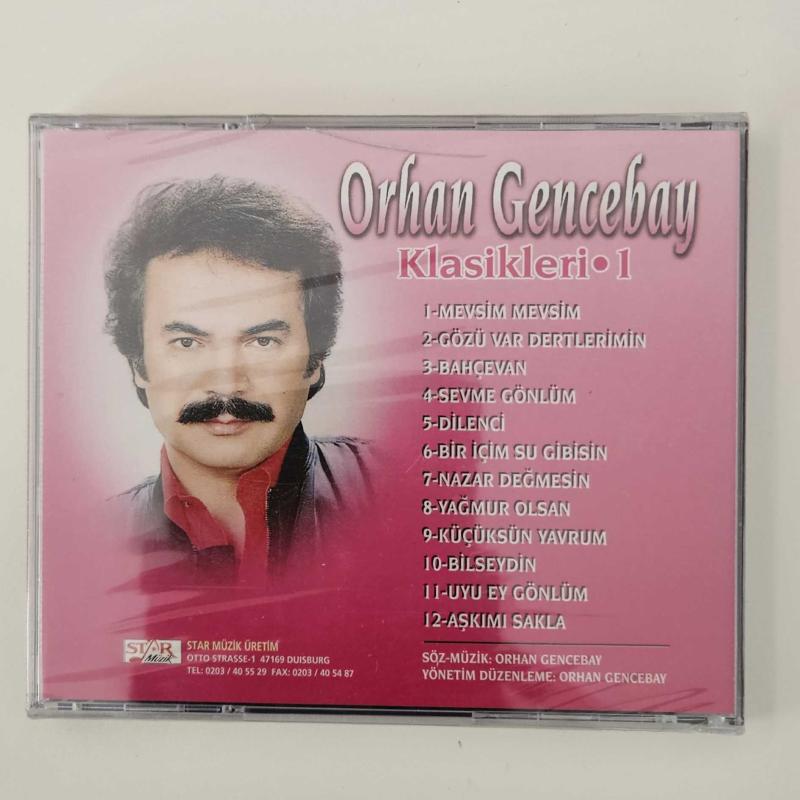 Orhan Gencebay
Klasikleri•1
1-MEVSİM MEVSİM
2-GÖZÜ VAR DERTLERİMİN
3-BAHÇEVAN
4-SEVME GÖNLÜM
5-DİLENCİ
6-BİR İÇİM SU GİBİSİN
7-NAZAR DEĞMESİN
8-YAĞMUR OLSAN
9-KÜÇÜKSÜN YAVRUM
10-BİLSEYDİN
11-UYU EY GÖNLÜM
12-AŞKIMI SAKLA
SÖZ-MÜZİK: ORHAN GENCEBAY
YÖNETİM DÜZENLEME: ORHAN GENCEBAY
STAR
Müzik
STAR MÜZİK ÜRETİM
OTTO-STRASSE-1 47169 DUISBURG
TEL: 0203 / 40 55 29 FAX: 0203 / 40 54 87